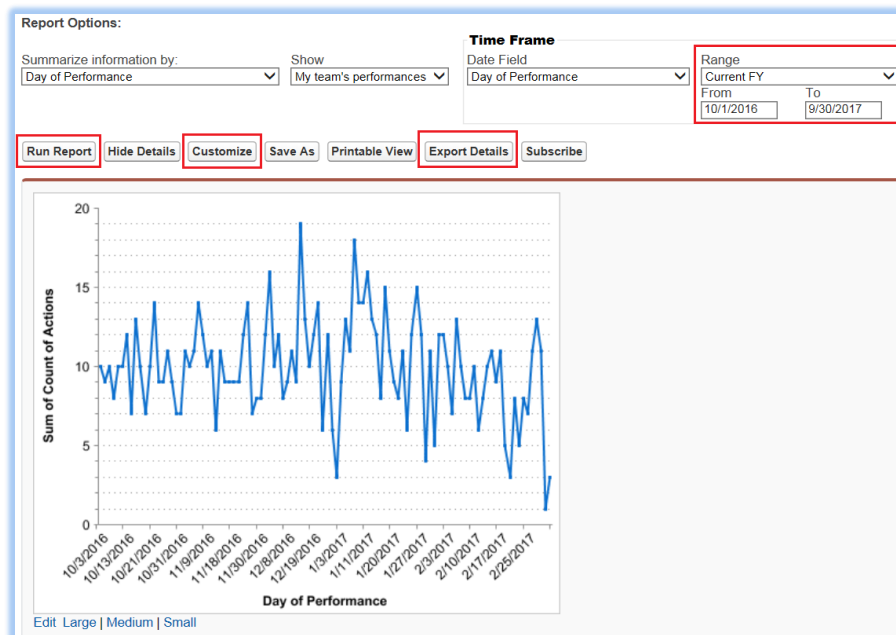 Report Options:
Time Frame
Summarize information by: Show Date Field Range
Day of Performance My team's performances Day of Performance Current FY
From To
10/1/2016 9/30/2017
Run Report Hide Details Customize Save As Printable View Export Details Subscribe
20
15
10
5
0
Sum of Count of Actions
10/3/2016 10/13/2016 10/21/2016 10/31/2016 11/9/2016 11/18/2016 11/30/2016 12/8/2016 12/19/2016 1/3/2017 1/11/2017 1/20/2017 1/27/2017 2/3/2017 2/10/2017 2/17/2017 2/25/2017
Day of Performance
Edit Large | Medium | Small